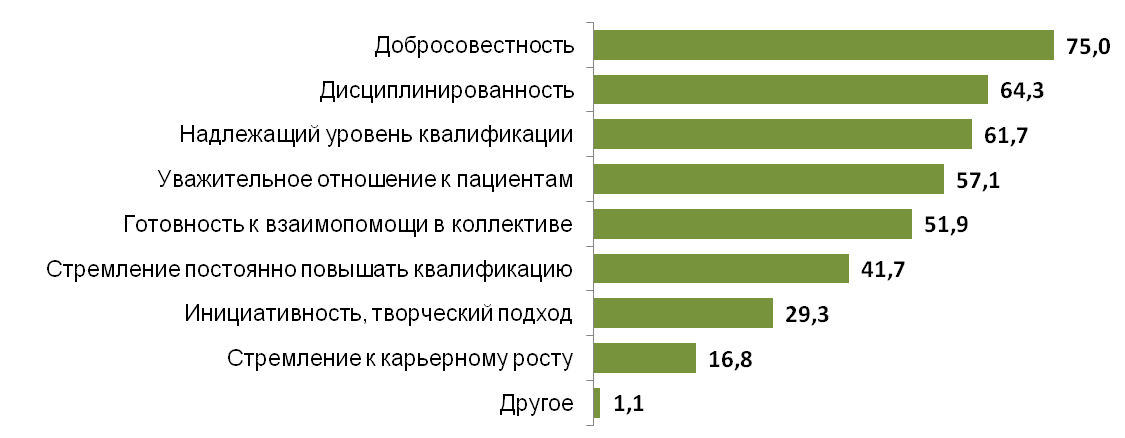 Добросовестность 75,0
Дисциплинированность 64,3
Надлежащий уровень квалификации 61,7
Уважительное отношение к пациентам 57,1
Готовность к взаимопомощи в коллективе 51,9
Стремление постоянно повышать квалификацию 41,7
Инициативность, творческий подход 29,3
Стремление к карьерному росту 16,8
Другое 1,1